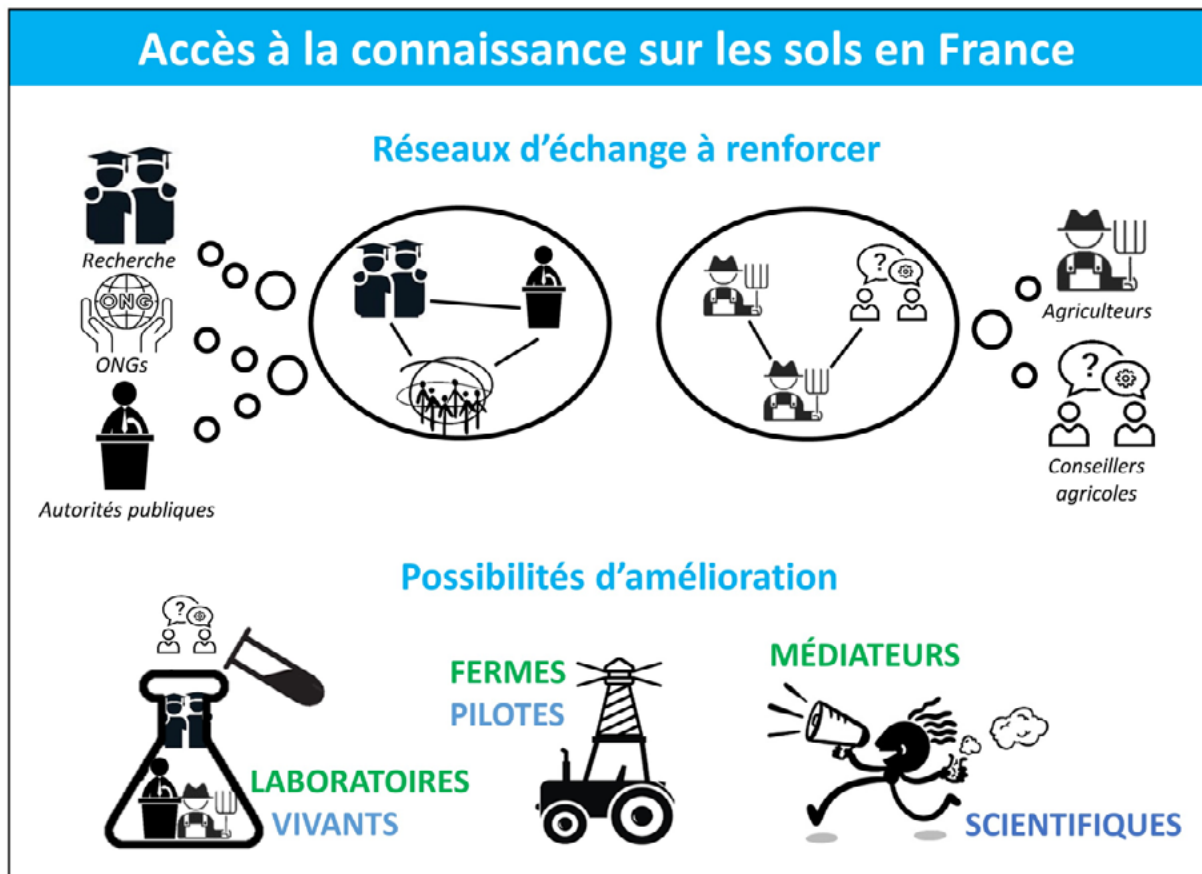 Accès à la connaissance sur les sols en France
Réseaux d'échange à renforcer
Recherche
ONG
ONGs
Autorités publiques
?
Agriculteurs
?
Conseillers
agricoles
Possibilités d'amélioration
?
LABORATOIRES
VIVANTS
FERMES
PILOTES
MÉDIATEURS
SCIENTIFIQUES